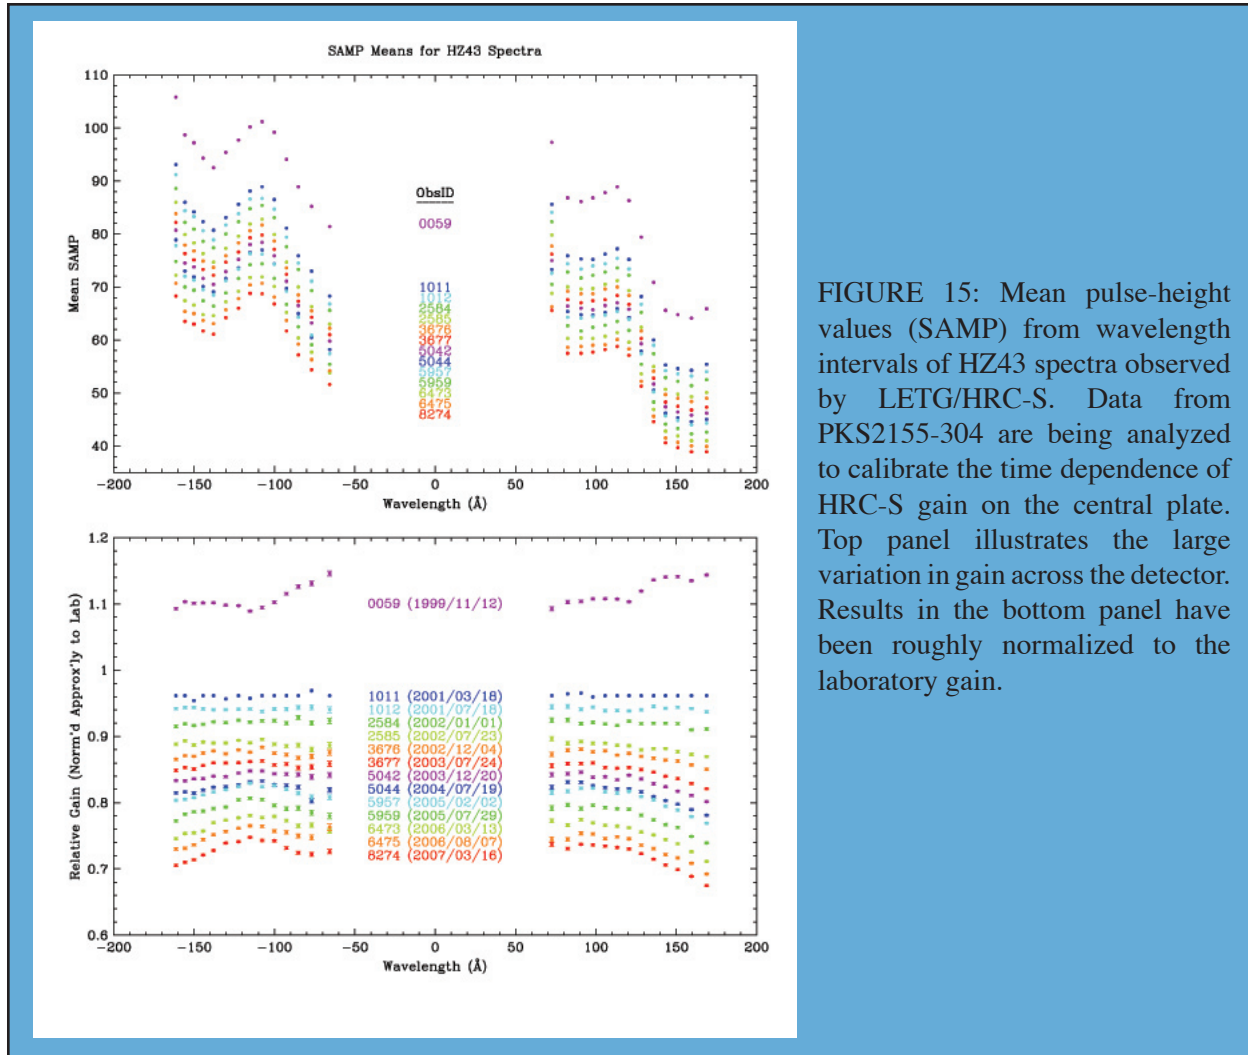 SAMP Means for HZ43 Spectra
110
100
90
80
70
60
50
40
Mean SAMP
ObsID
0059
1011
1012
2584
2585
3676
3677
5042
5044
5957
5959
6473
6475
8274
−200 −150 −100 −50 0 50 100 150 200
Wavelength (Å)
1.2
1.1
1
0.9
0.8
0.7
0.6
Relative Gain (Norm'd Approx'ly to Lab)
0059 (1999/11/12)
1011 (2001/03/18)
1012 (2001/07/18)
2584 (2002/01/01)
2585 (2002/07/23)
3676 (2002/12/04)
3677 (2003/07/24)
5042 (2003/12/20)
5044 (2004/07/19)
5957 (2005/02/02)
5959 (2005/07/29)
6473 (2006/03/13)
6475 (2006/08/07)
8274 (2007/03/16)
−200 −150 −100 −50 0 50 100 150 200
Wavelength (Å)
FIGURE 15: Mean pulse-height
values (SAMP) from wavelength
intervals of HZ43 spectra observed
by LETG/HRC-S. Data from
PKS2155-304 are being analyzed
to calibrate the time dependence of
HRC-S gain on the central plate.
Top panel illustrates the large
variation in gain across the detector.
Results in the bottom panel have
been roughly normalized to the
laboratory gain.